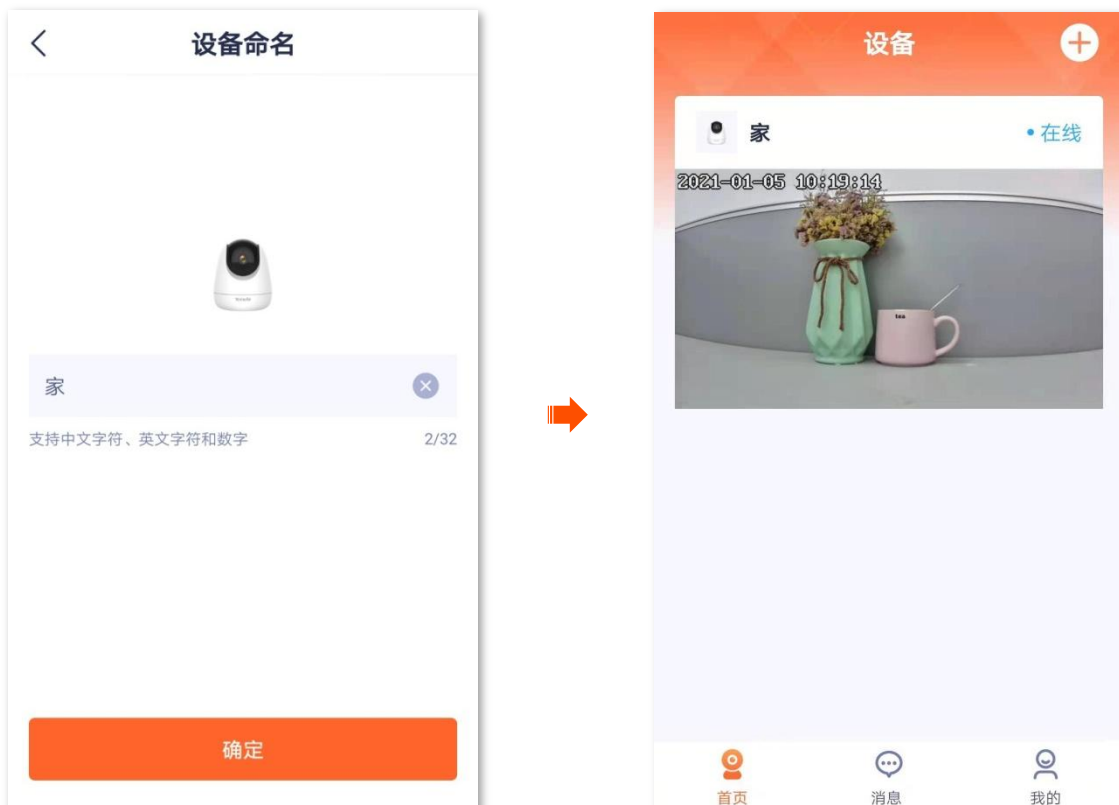 设备命名
家
支持中文字符、英文字符和数字 2/32
确定
设备
家 •在线
2021-01-05 10:19:14
tea
首页 消息 我的